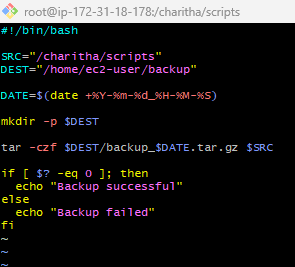 root@ip-172-31-18-178:/charitha/scripts
#!/bin/bash
SRC="/charitha/scripts"
DEST="/home/ec2-user/backup"
DATE=$(date +%Y-%m-%d_%H-%M-%S)
mkdir -p $DEST
tar -czf $DEST/backup_$DATE.tar.gz $SRC
if [ $? -eq 0 ]; then
  echo "Backup successful"
else
  echo "Backup failed"
fi
~
~
~